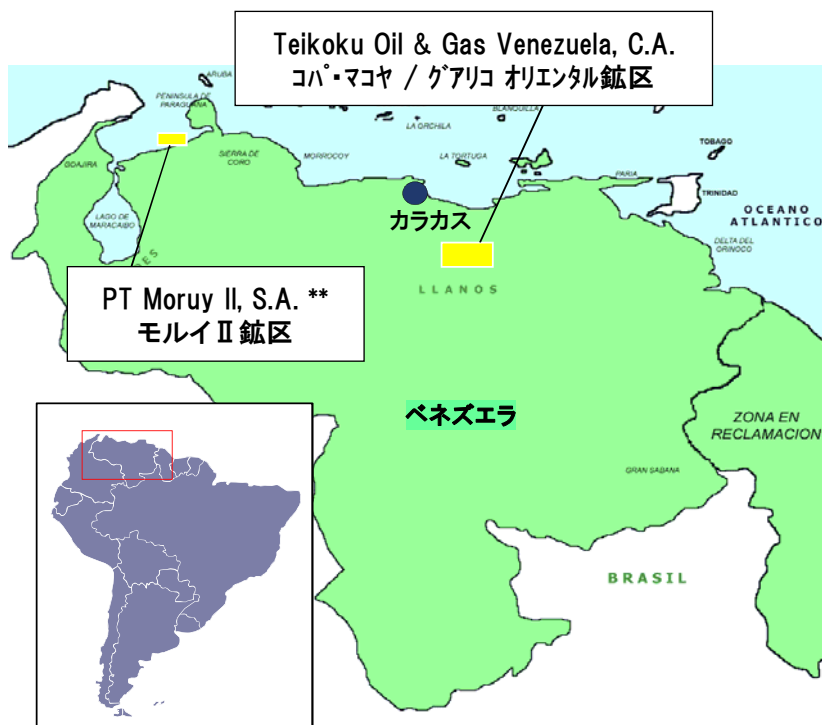 Teikoku Oil & Gas Venezuela, C.A.
コパ・マコヤ / グアリコ オリエンタル鉱区
ARUBA
PENINSULA DE
PARAGUANA
BLANQUILLA
LA ORCHILA
GOAJIRA
SIERRA DE
CORO
MORROCOY
LA TORTUGA
PARIA
TOBAGO
TRINIDAD
LAGO DE
MARACAIBO
カラカス
OCEANO
ATLANTICO
DELTA DEL
ORINOCO
PT Moruy II, S.A. **
モルイⅡ鉱区
LLANOS
ベネズエラ
ZONA EN
RECLAMACION
GRAN SABANA
BRASIL